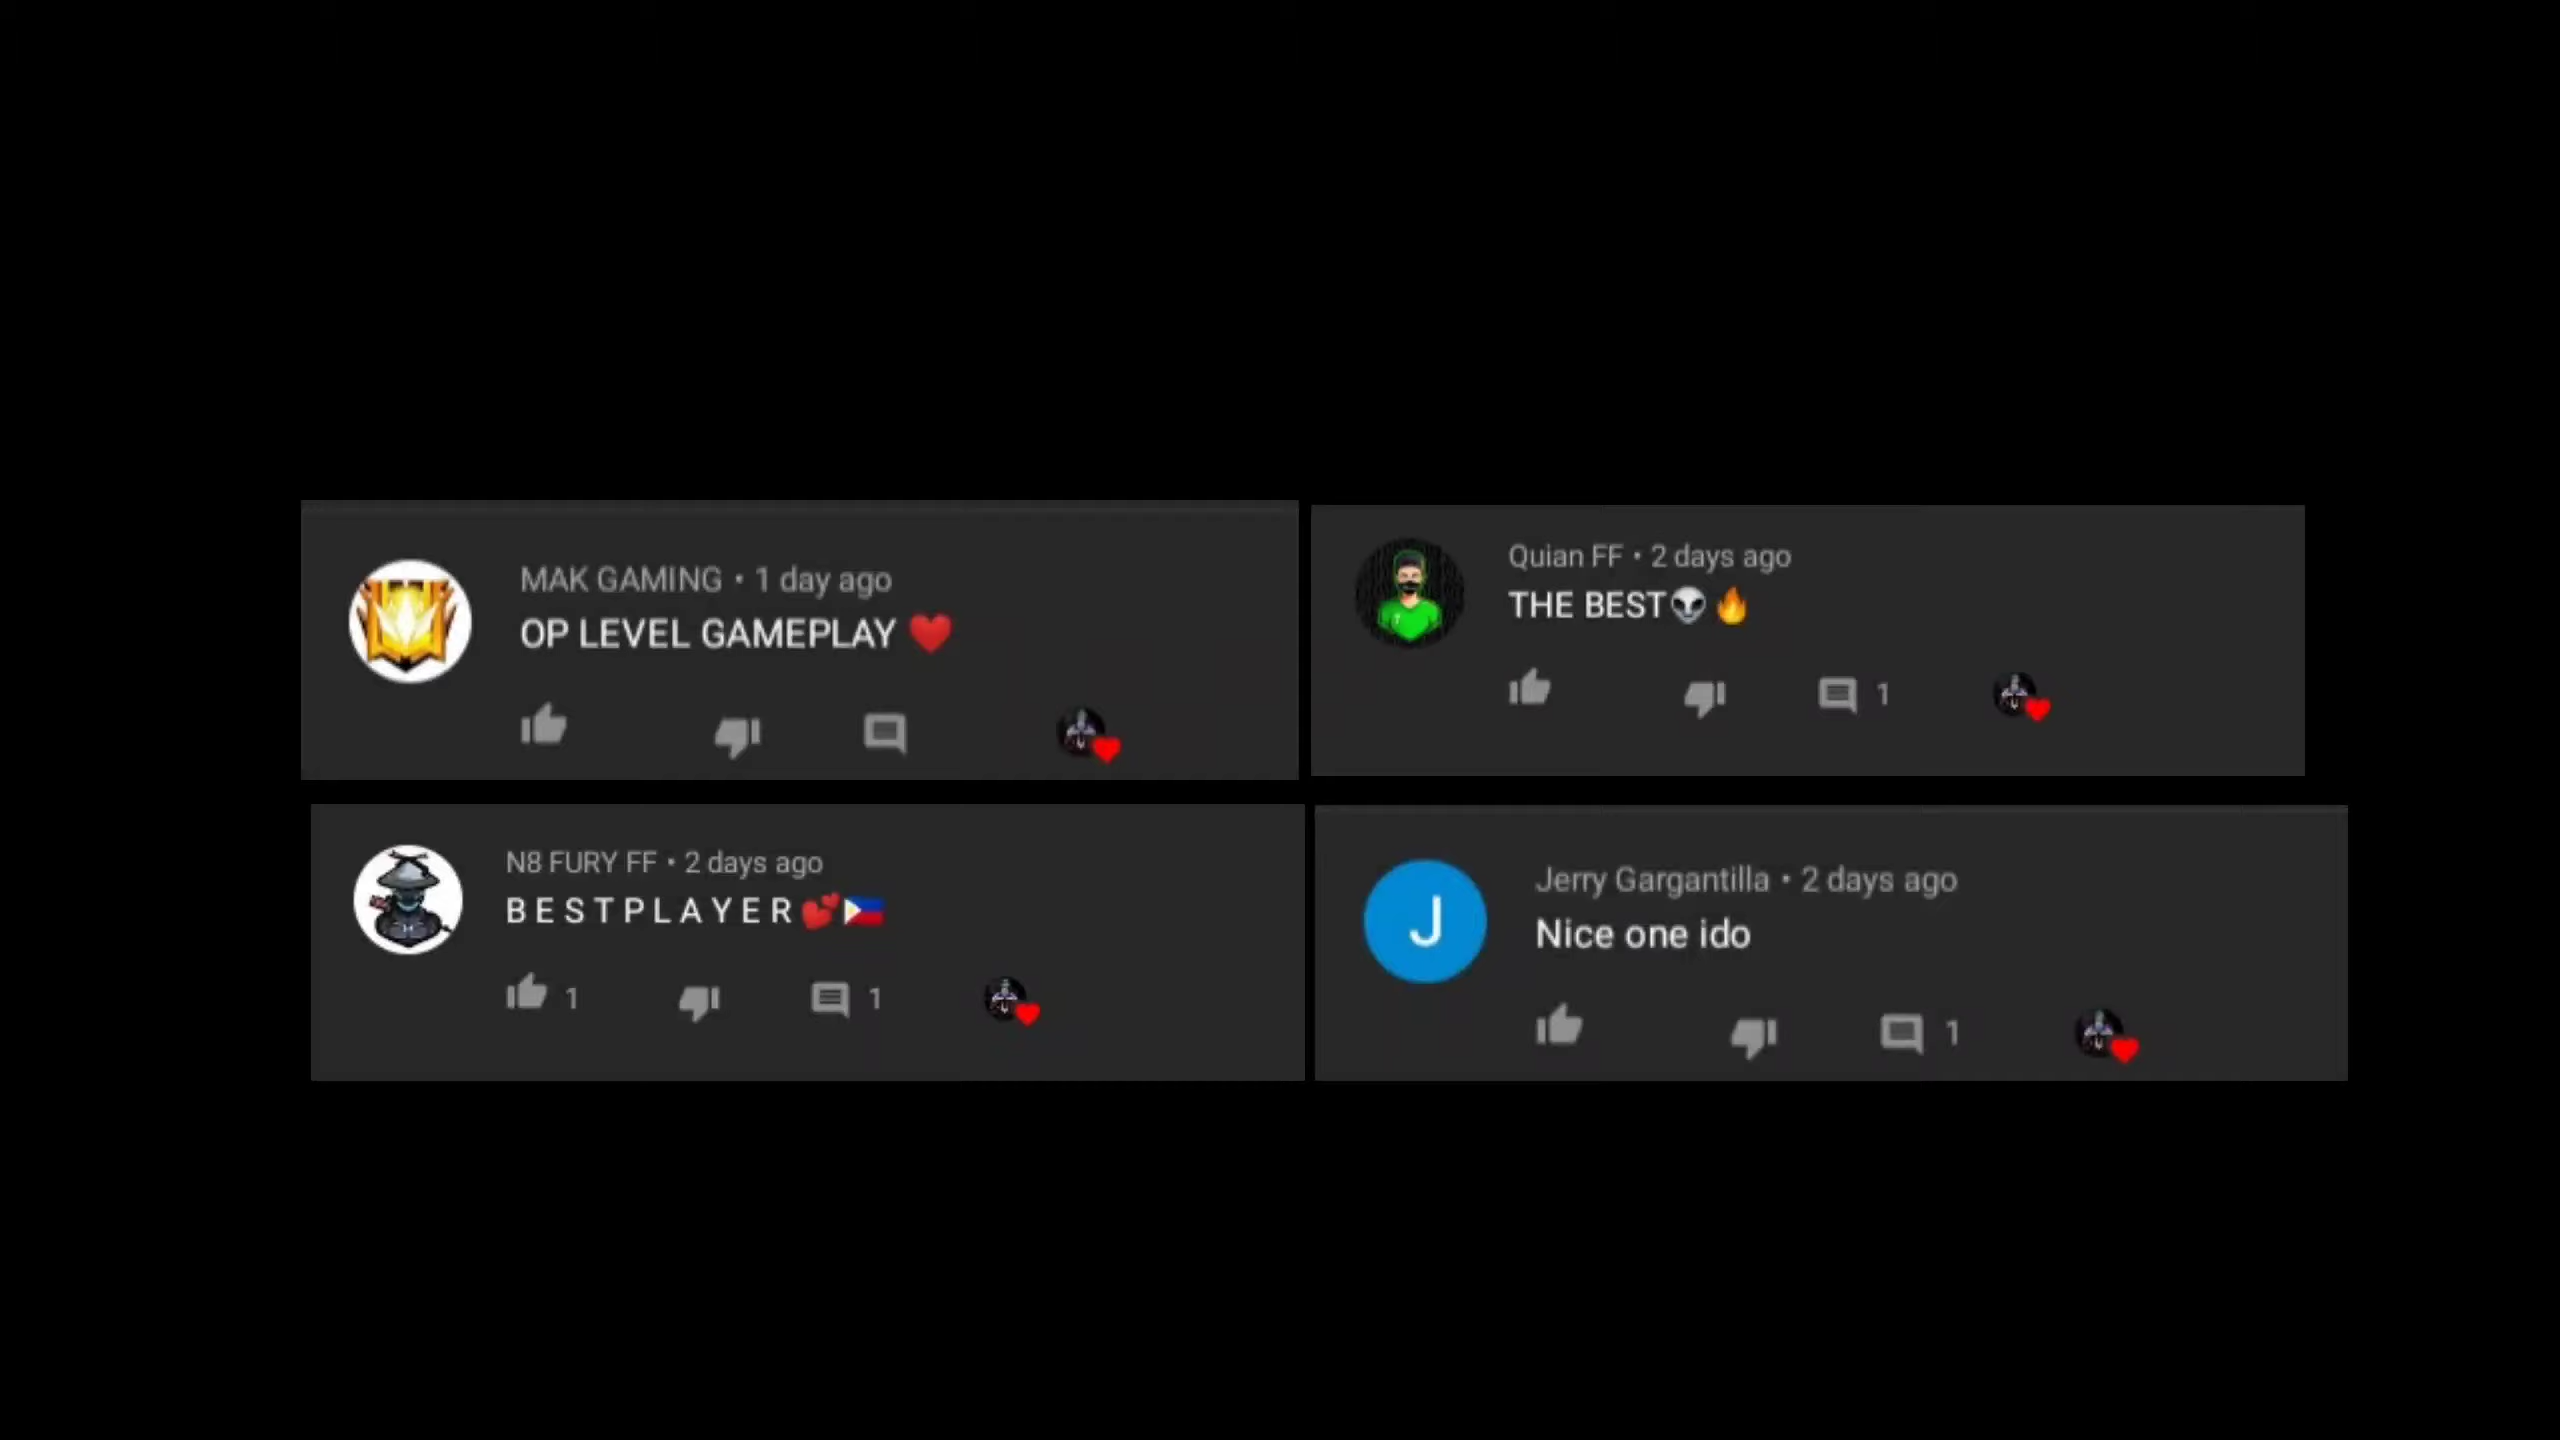 MAK GAMING • 1 day ago
OP LEVEL GAMEPLAY ❤️
Quian FF • 2 days ago
THE BEST👽🔥
1
N8 FURY FF • 2 days ago
B E S T P L A Y E R 💕🇵🇭
1 1
J
Jerry Gargantilla • 2 days ago
Nice one ido
1